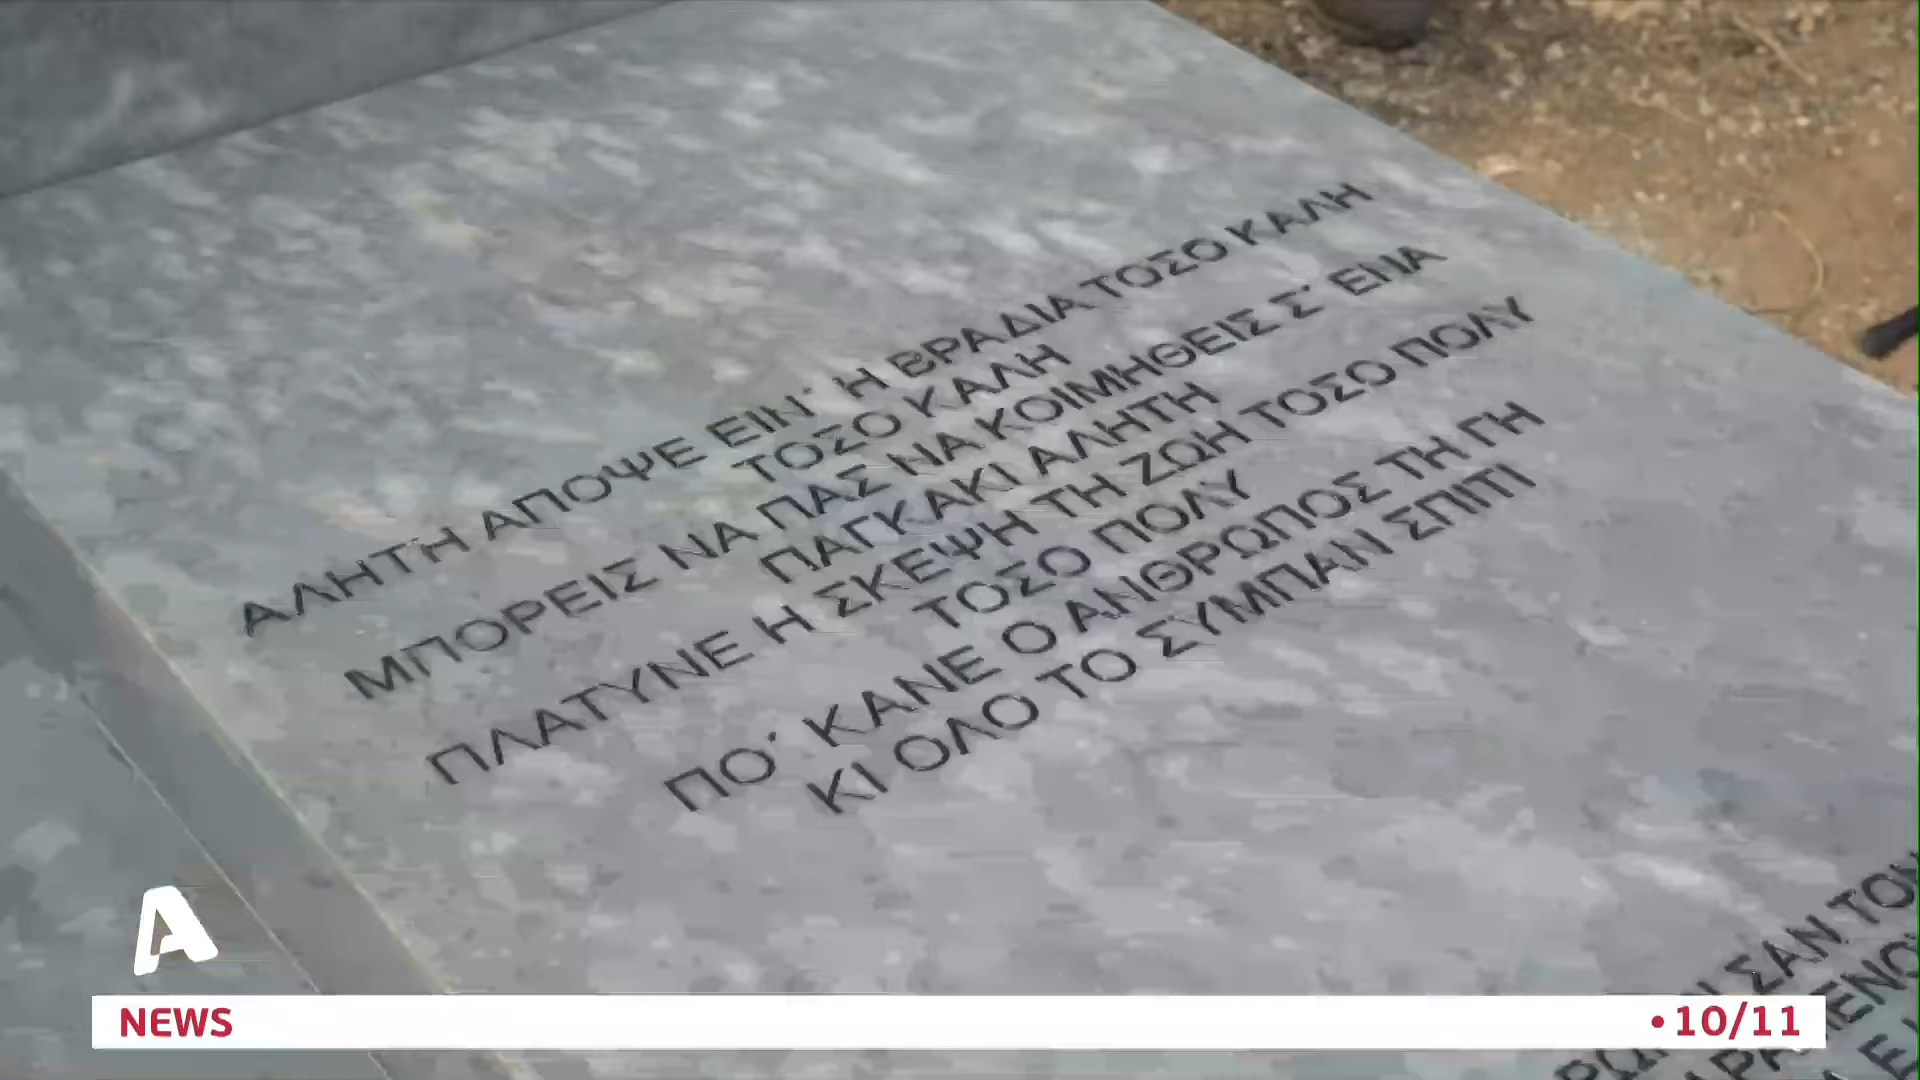 ΑΛΗΤΗ ΑΠΟΨΕ ΕΙΝ' Η ΒΡΑΔΙΑ ΤΟΣΟ ΚΑΛΗ
ΤΟΣΟ ΚΑΛΗ
ΜΠΟΡΕΙΣ ΝΑ ΠΑΣ ΝΑ ΚΟΙΜΗΘΕΙΣ Σ' ΕΝΑ
ΠΑΓΚΑΚΙ ΑΛΗΤΗ
ΠΛΑΤΥΝΕ Η ΣΚΕΨΗ ΤΗ ΖΩΗ ΤΟΣΟ ΠΟΛΥ
ΤΟΣΟ ΠΟΛΥ
ΠΟ' ΚΑΝΕ Ο ΑΝΘΡΩΠΟΣ ΤΗ ΓΗ
ΚΙ ΟΛΟ ΤΟ ΣΥΜΠΑΝ ΣΠΙΤΙ
ΣΑΝ
NEWS
•10/11